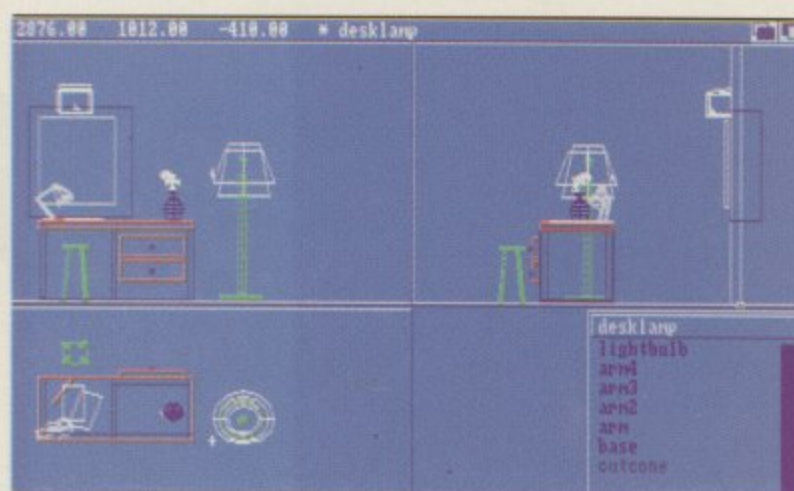 2876.00 1012.00 -410.00 * desklamp
desklamp
lightbulb
arm4
arm3
arm2
arm
base
outcone